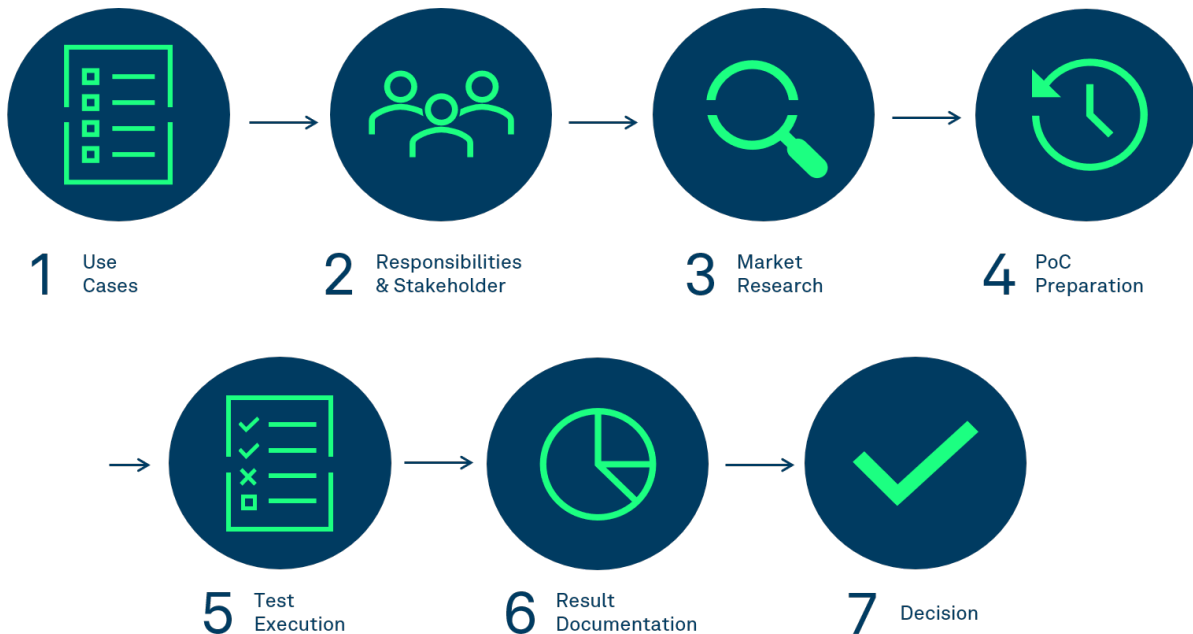 1 Use
Cases
2 Responsibilities
& Stakeholder
3 Market
Research
4 PoC
Preparation
5 Test
Execution
6 Result
Documentation
7 Decision